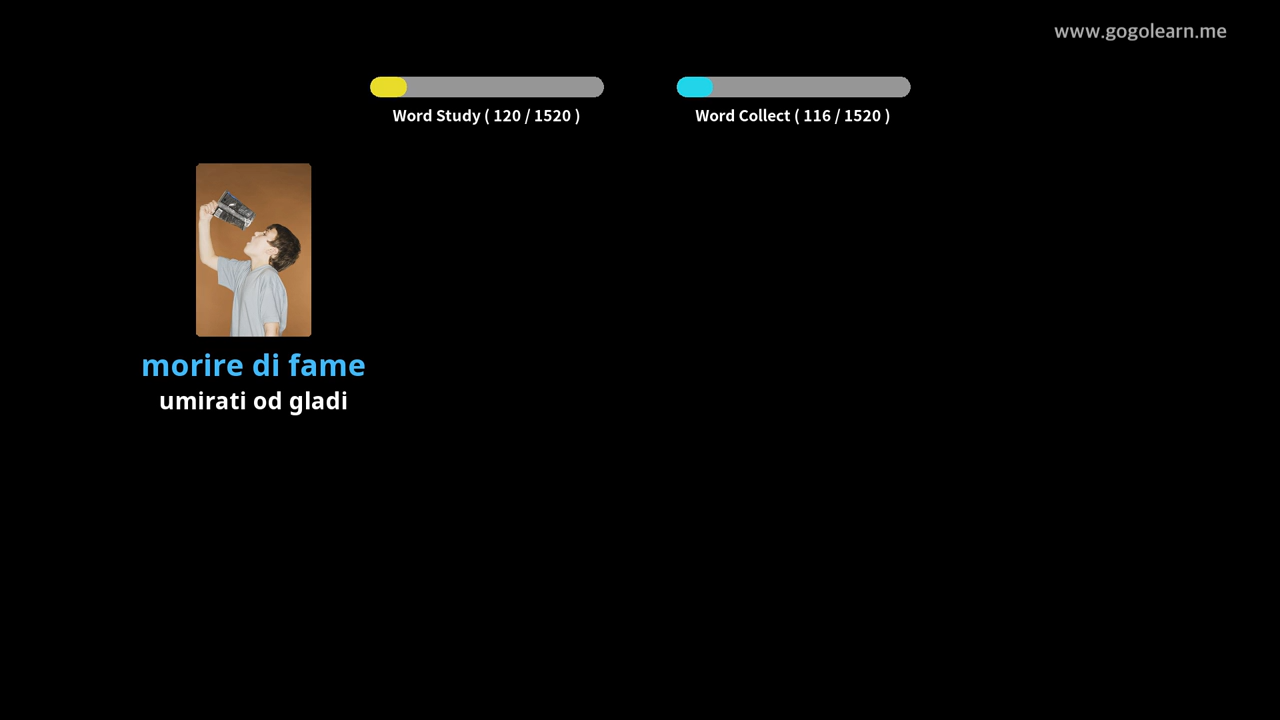 www.gogolearn.me
Word Study ( 120 / 1520 )
Word Collect ( 116 / 1520 )
morire di fame
umirati od gladi